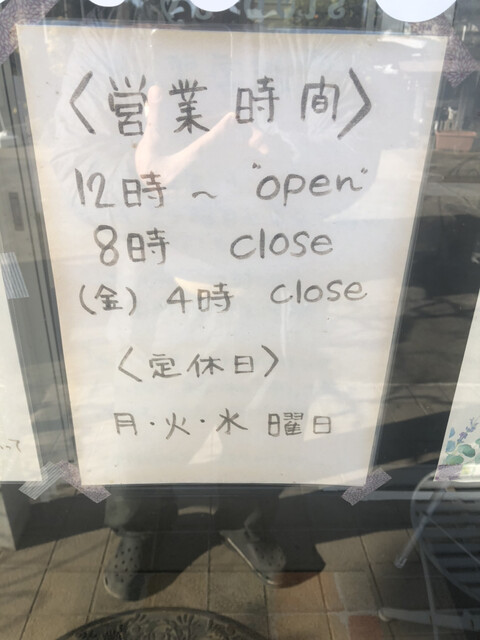 〈営業時間〉
12時~ "open"
8時 close
(金) 4時 close
〈定休日〉
月・火・水 曜日